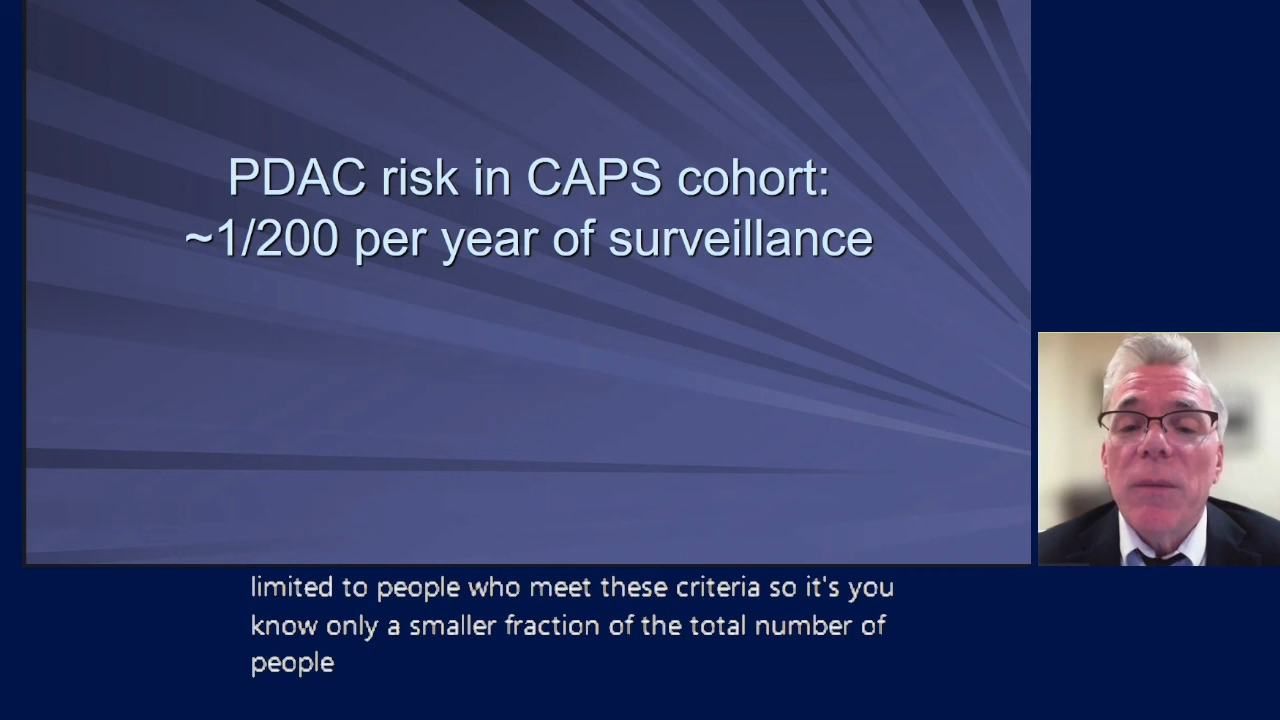 PDAC risk in CAPS cohort:
~1/200 per year of surveillance
limited to people who meet these criteria so it's you
know only a smaller fraction of the total number of
people